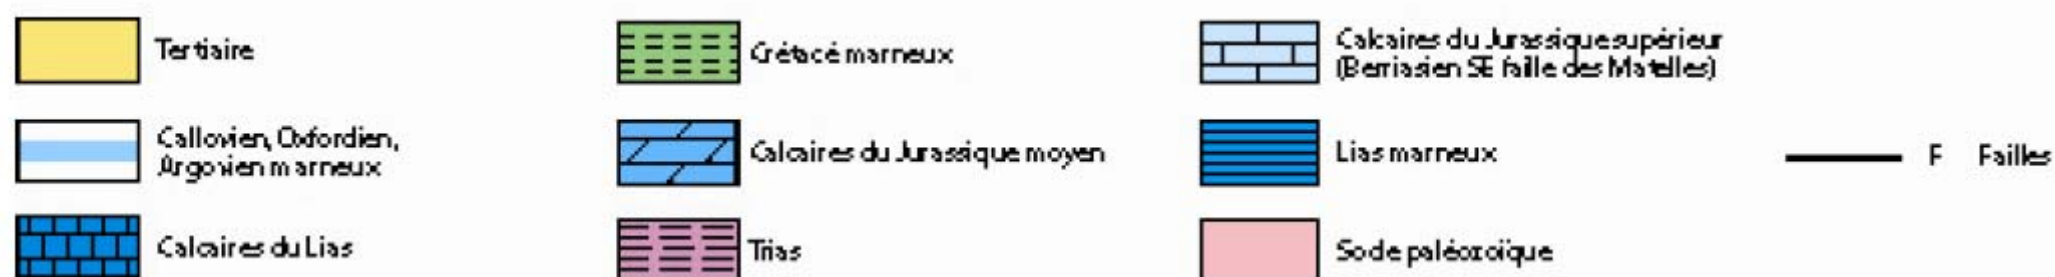 Tertiaire
Crétacé marneux
Calcaires du Jurassique supérieur
(Berriasien SE faille des Matelles)
Callovien, Oxfordien,
Argovien marneux
Calcaires du Jurassique moyen
Lias marneux
F Failles
Calcaires du Lias
Trias
Socle paléozoïque